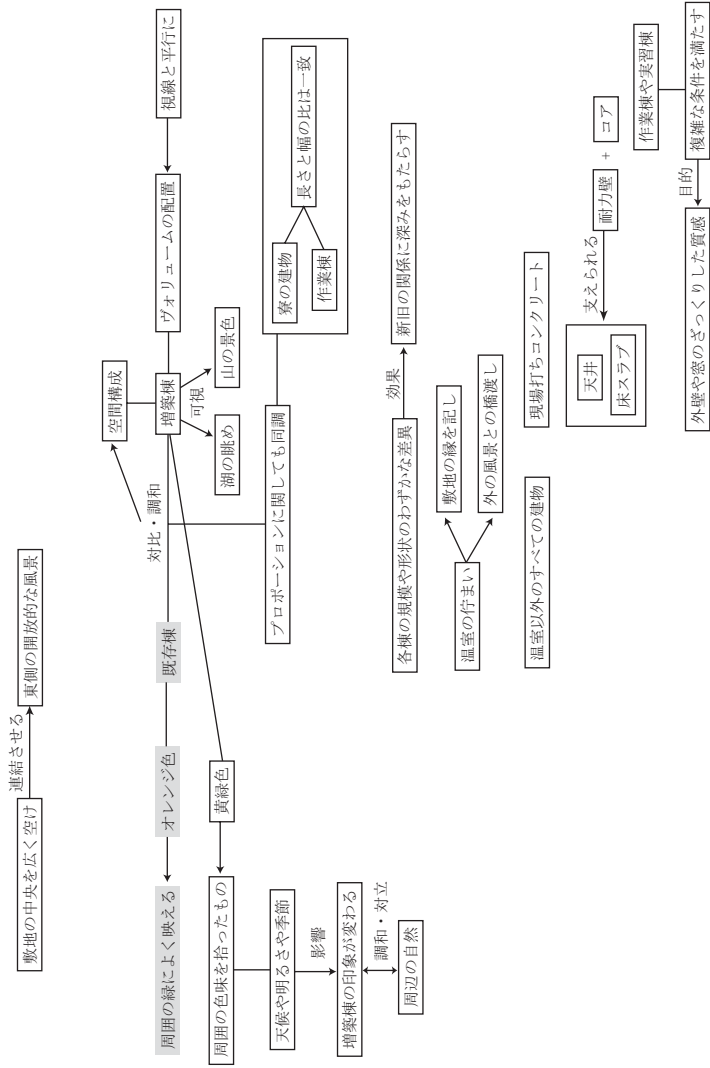 敷地の中央を広く空け
連結させる
東側の開放的な風景
周囲の緑によく映える
オレンジ色
既存棟
対比・調和
空間構成
増築棟
ヴォリュームの配置
視線と平行に
可視
湖の眺め
山の景色
黄緑色
周囲の色味を拾ったもの
天候や明るさや季節
影響
増築棟の印象が変わる
調和・対立
周辺の自然
プロポーションに関しても同調
寮の建物
作業棟
長さと幅の比は一致
各棟の規模や形状のわずかな差異
効果
新旧の関係に深みをもたらす
温室の佇まい
敷地の縁を記し
外の風景との橋渡し
温室以外のすべての建物
現場打ちコンクリート
天井
床スラブ
支えられる
耐力壁
+
コア
外壁や窓のざっくりした質感
目的
複雑な条件を満たす
作業棟や実習棟